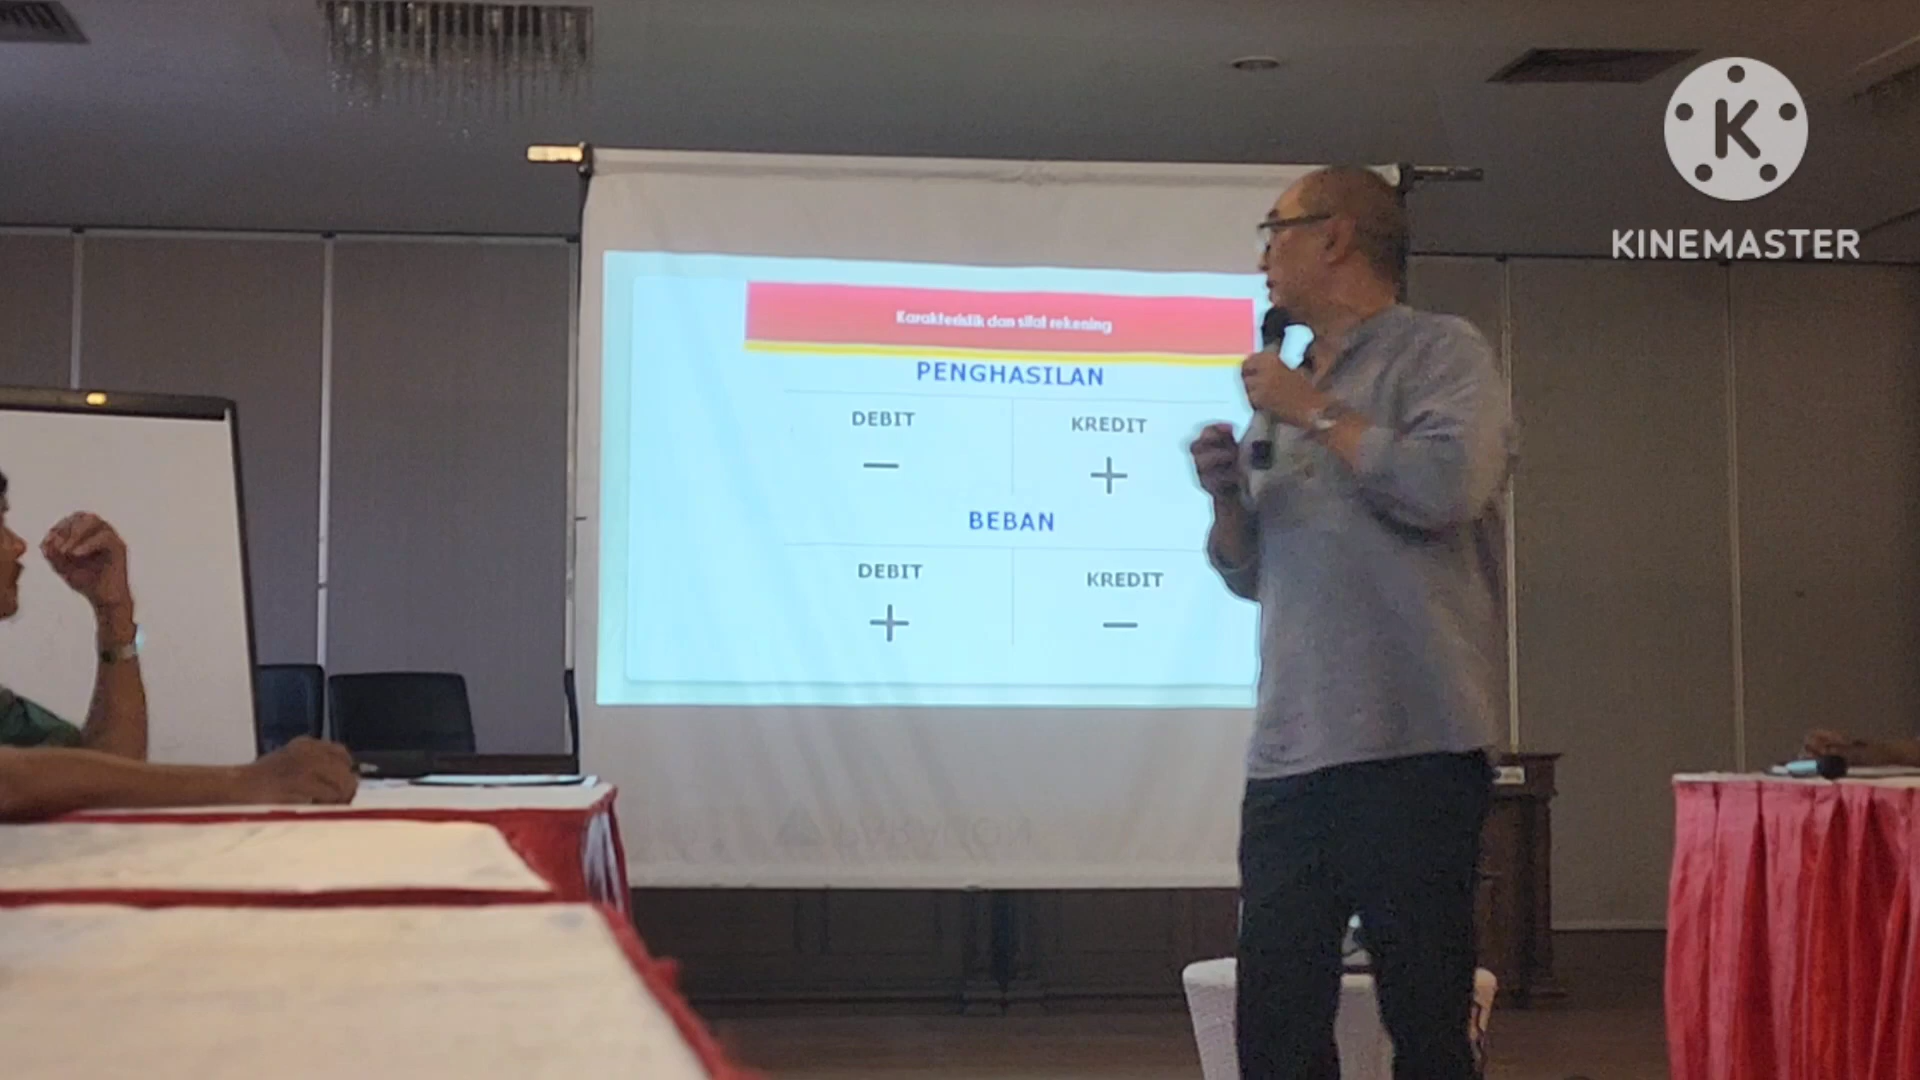 K
KINEMASTER
Karakteristik dan sifat rekening
PENGHASILAN
DEBIT KREDIT
− +
BEBAN
DEBIT KREDIT
+ −